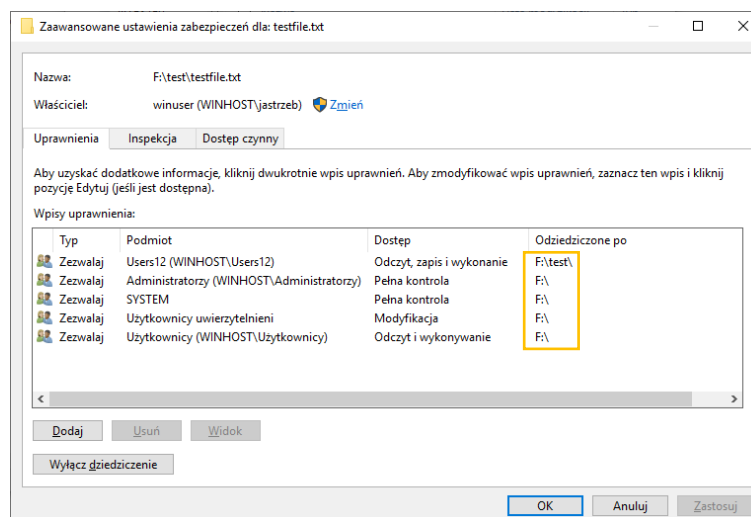 Zaawansowane ustawienia zabezpieczeń dla: testfile.txt
Nazwa: F:\test\testfile.txt
Właściciel: winuser (WINHOST\jastrzeb) Zmień
Uprawnienia Inspekcja Dostęp czynny
Aby uzyskać dodatkowe informacje, kliknij dwukrotnie wpis uprawnień. Aby zmodyfikować wpis uprawnień, zaznacz ten wpis i kliknij
pozycję Edytuj (jeśli jest dostępna).
Wpisy uprawnienia:
Typ Podmiot Dostęp Odziedziczone po
Zezwalaj Users12 (WINHOST\Users12) Odczyt, zapis i wykonanie F:\test\
Zezwalaj Administratorzy (WINHOST\Administratorzy) Pełna kontrola F:\
Zezwalaj SYSTEM Pełna kontrola F:\
Zezwalaj Użytkownicy uwierzytelnieni Modyfikacja F:\
Zezwalaj Użytkownicy (WINHOST\Użytkownicy) Odczyt i wykonywanie F:\
Dodaj Usuń Widok
Wyłącz dziedziczenie
OK Anuluj Zastosuj